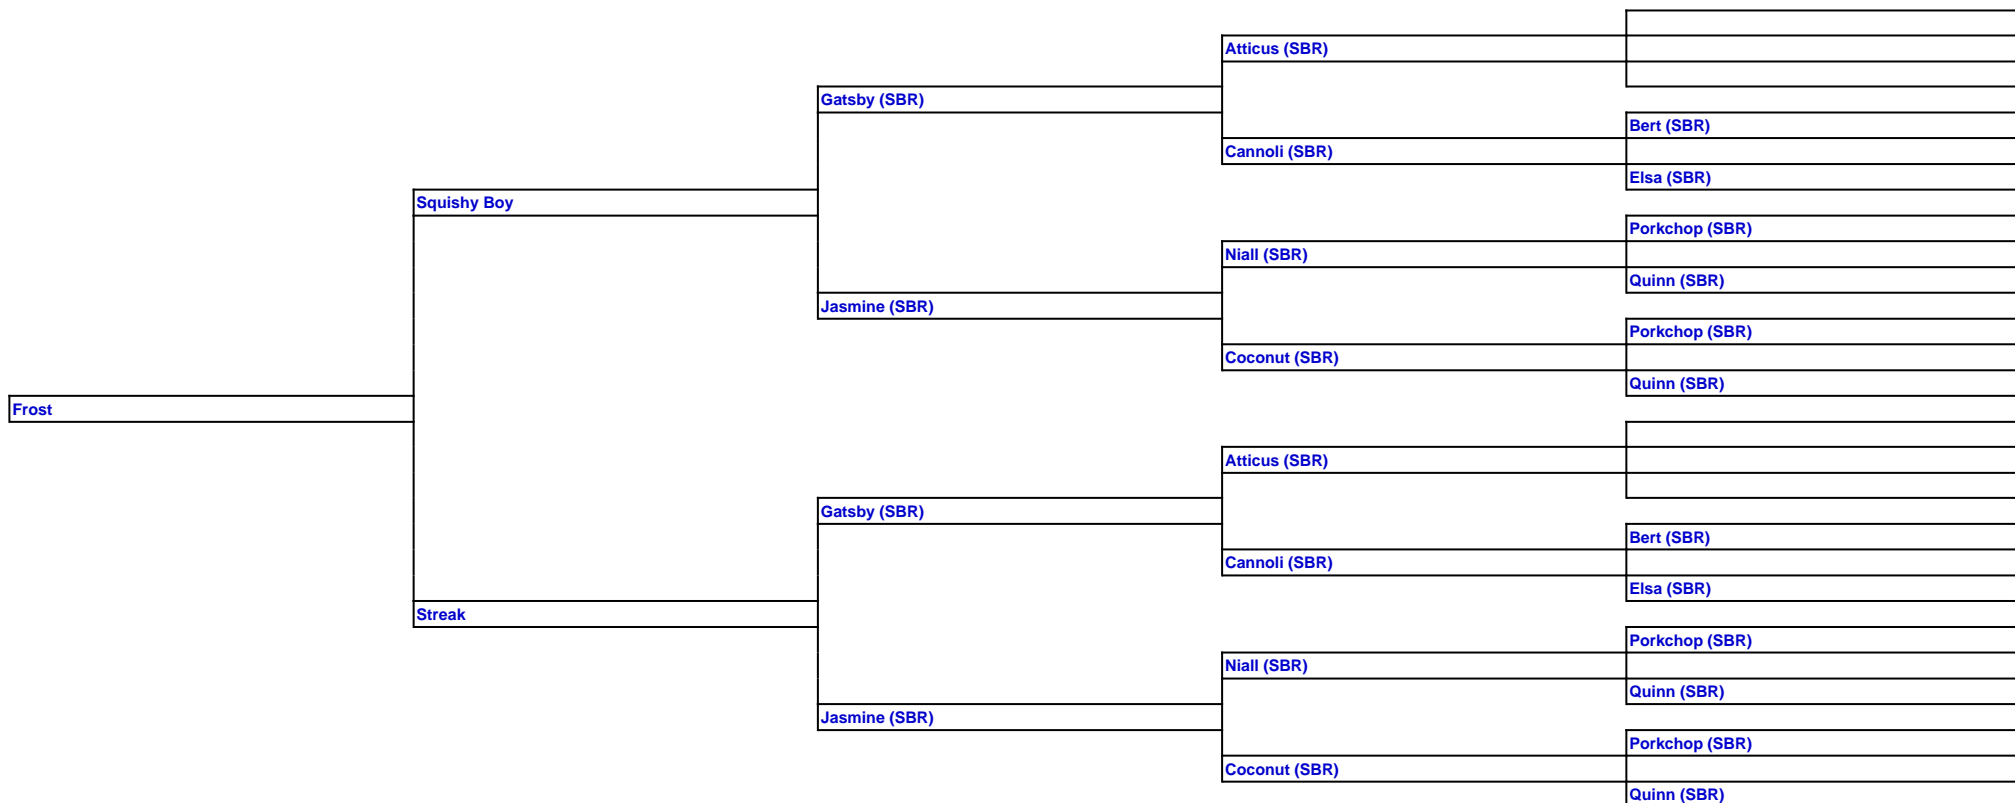 Atticus (SBR)
Gatsby (SBR)
Bert (SBR)
Cannoli (SBR)
Elsa (SBR)
Squishy Boy
Porkchop (SBR)
Niall (SBR)
Quinn (SBR)
Jasmine (SBR)
Porkchop (SBR)
Coconut (SBR)
Quinn (SBR)
Frost
Atticus (SBR)
Gatsby (SBR)
Bert (SBR)
Cannoli (SBR)
Elsa (SBR)
Streak
Porkchop (SBR)
Niall (SBR)
Quinn (SBR)
Jasmine (SBR)
Porkchop (SBR)
Coconut (SBR)
Quinn (SBR)